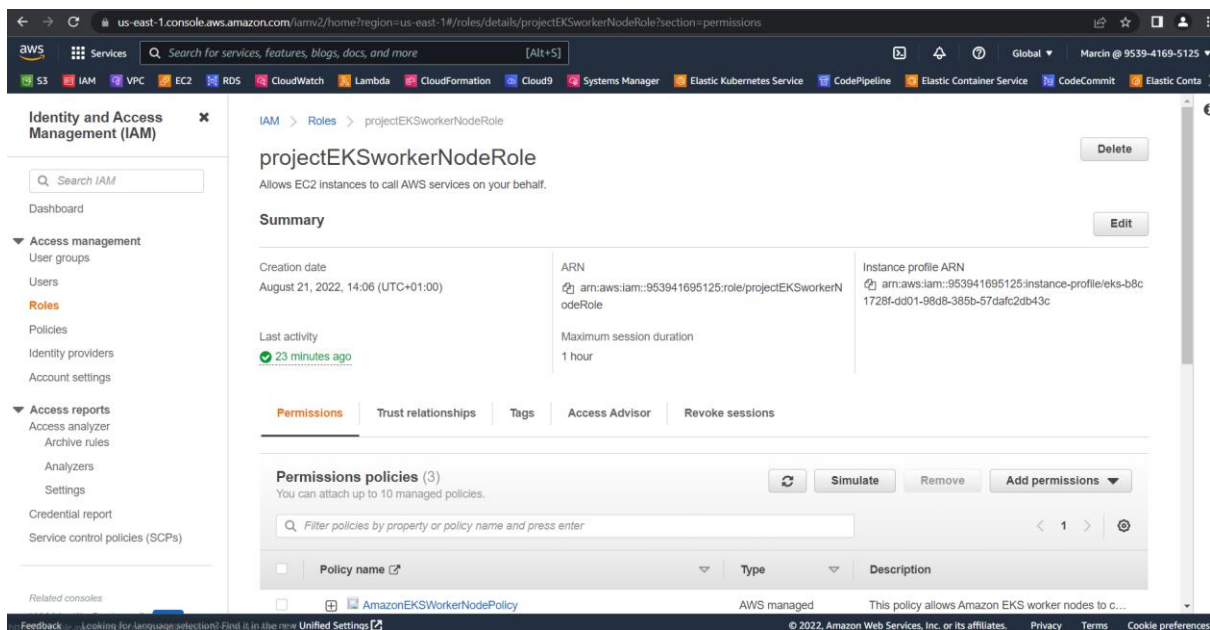 us-east-1.console.aws.amazon.com/iamv2/home?region=us-east-1#/roles/details/projectEKSworkerNodeRole?section=permissions
aws Services Search for services, features, blogs, docs, and more [Alt+S] Global Marcin @ 9539-4169-5125
S3 IAM VPC EC2 RDS CloudWatch Lambda CloudFormation Cloud9 Systems Manager Elastic Kubernetes Service CodePipeline Elastic Container Service CodeCommit Elastic Conta
Identity and Access
Management (IAM)
Search IAM
Dashboard
Access management
User groups
Users
Roles
Policies
Identity providers
Account settings
Access reports
Access analyzer
Archive rules
Analyzers
Settings
Credential report
Service control policies (SCPs)
Related consoles
IAM > Roles > projectEKSworkerNodeRole
projectEKSworkerNodeRole
Delete
Allows EC2 instances to call AWS services on your behalf.
Summary
Edit
Creation date
August 21, 2022, 14:06 (UTC+01:00)
ARN
arn:aws:iam::953941695125:role/projectEKSworkerN
odeRole
Instance profile ARN
arn:aws:iam::953941695125:instance-profile/eks-b8c
1728f-dd01-98d8-385b-57dafc2db43c
Last activity
23 minutes ago
Maximum session duration
1 hour
Permissions Trust relationships Tags Access Advisor Revoke sessions
Permissions policies (3)
You can attach up to 10 managed policies.
Simulate Remove Add permissions
Filter policies by property or policy name and press enter
1
Policy name Type Description
AmazonEKSWorkerNodePolicy AWS managed This policy allows Amazon EKS worker nodes to c...
Feedback Looking for language selection? Find it in the new Unified Settings © 2022, Amazon Web Services, Inc. or its affiliates. Privacy Terms Cookie preferences